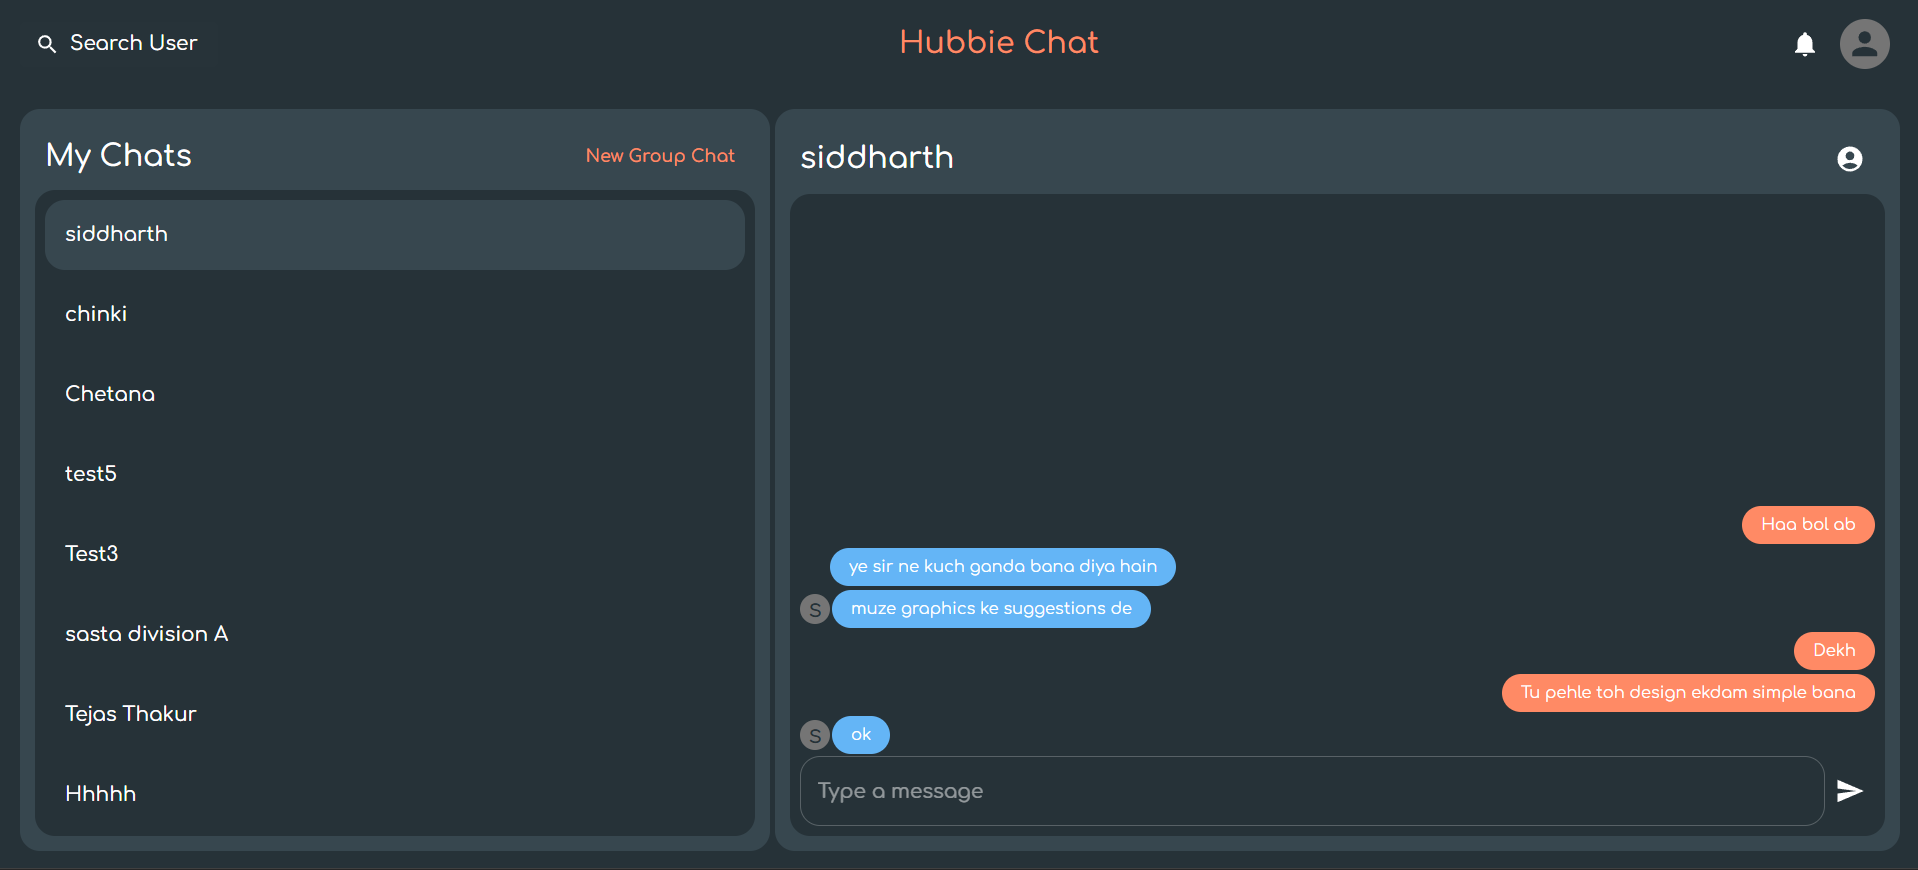 Search User
Hubbie Chat
My Chats
New Group Chat
siddharth
chinki
Chetana
test5
Test3
sasta division A
Tejas Thakur
Hhhhh
siddharth
Haa bol ab
ye sir ne kuch ganda bana diya hain
S
muze graphics ke suggestions de
Dekh
Tu pehle toh design ekdam simple bana
S
ok
Type a message